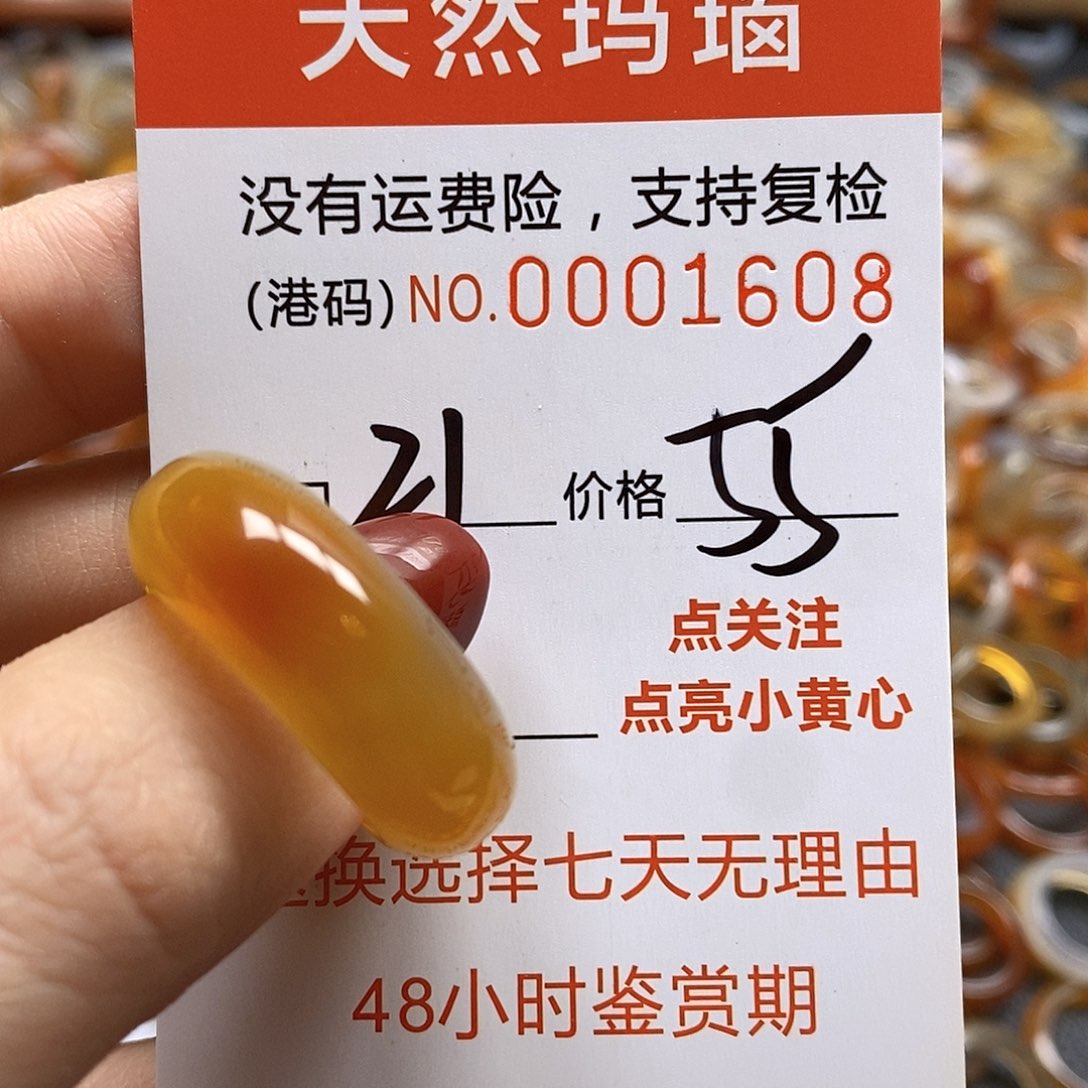 天然玛瑙
没有运费险，支持复检
(港码) NO.0001608
21 价格 55
点关注
点亮小黄心
换选择七天无理由
48小时鉴赏期